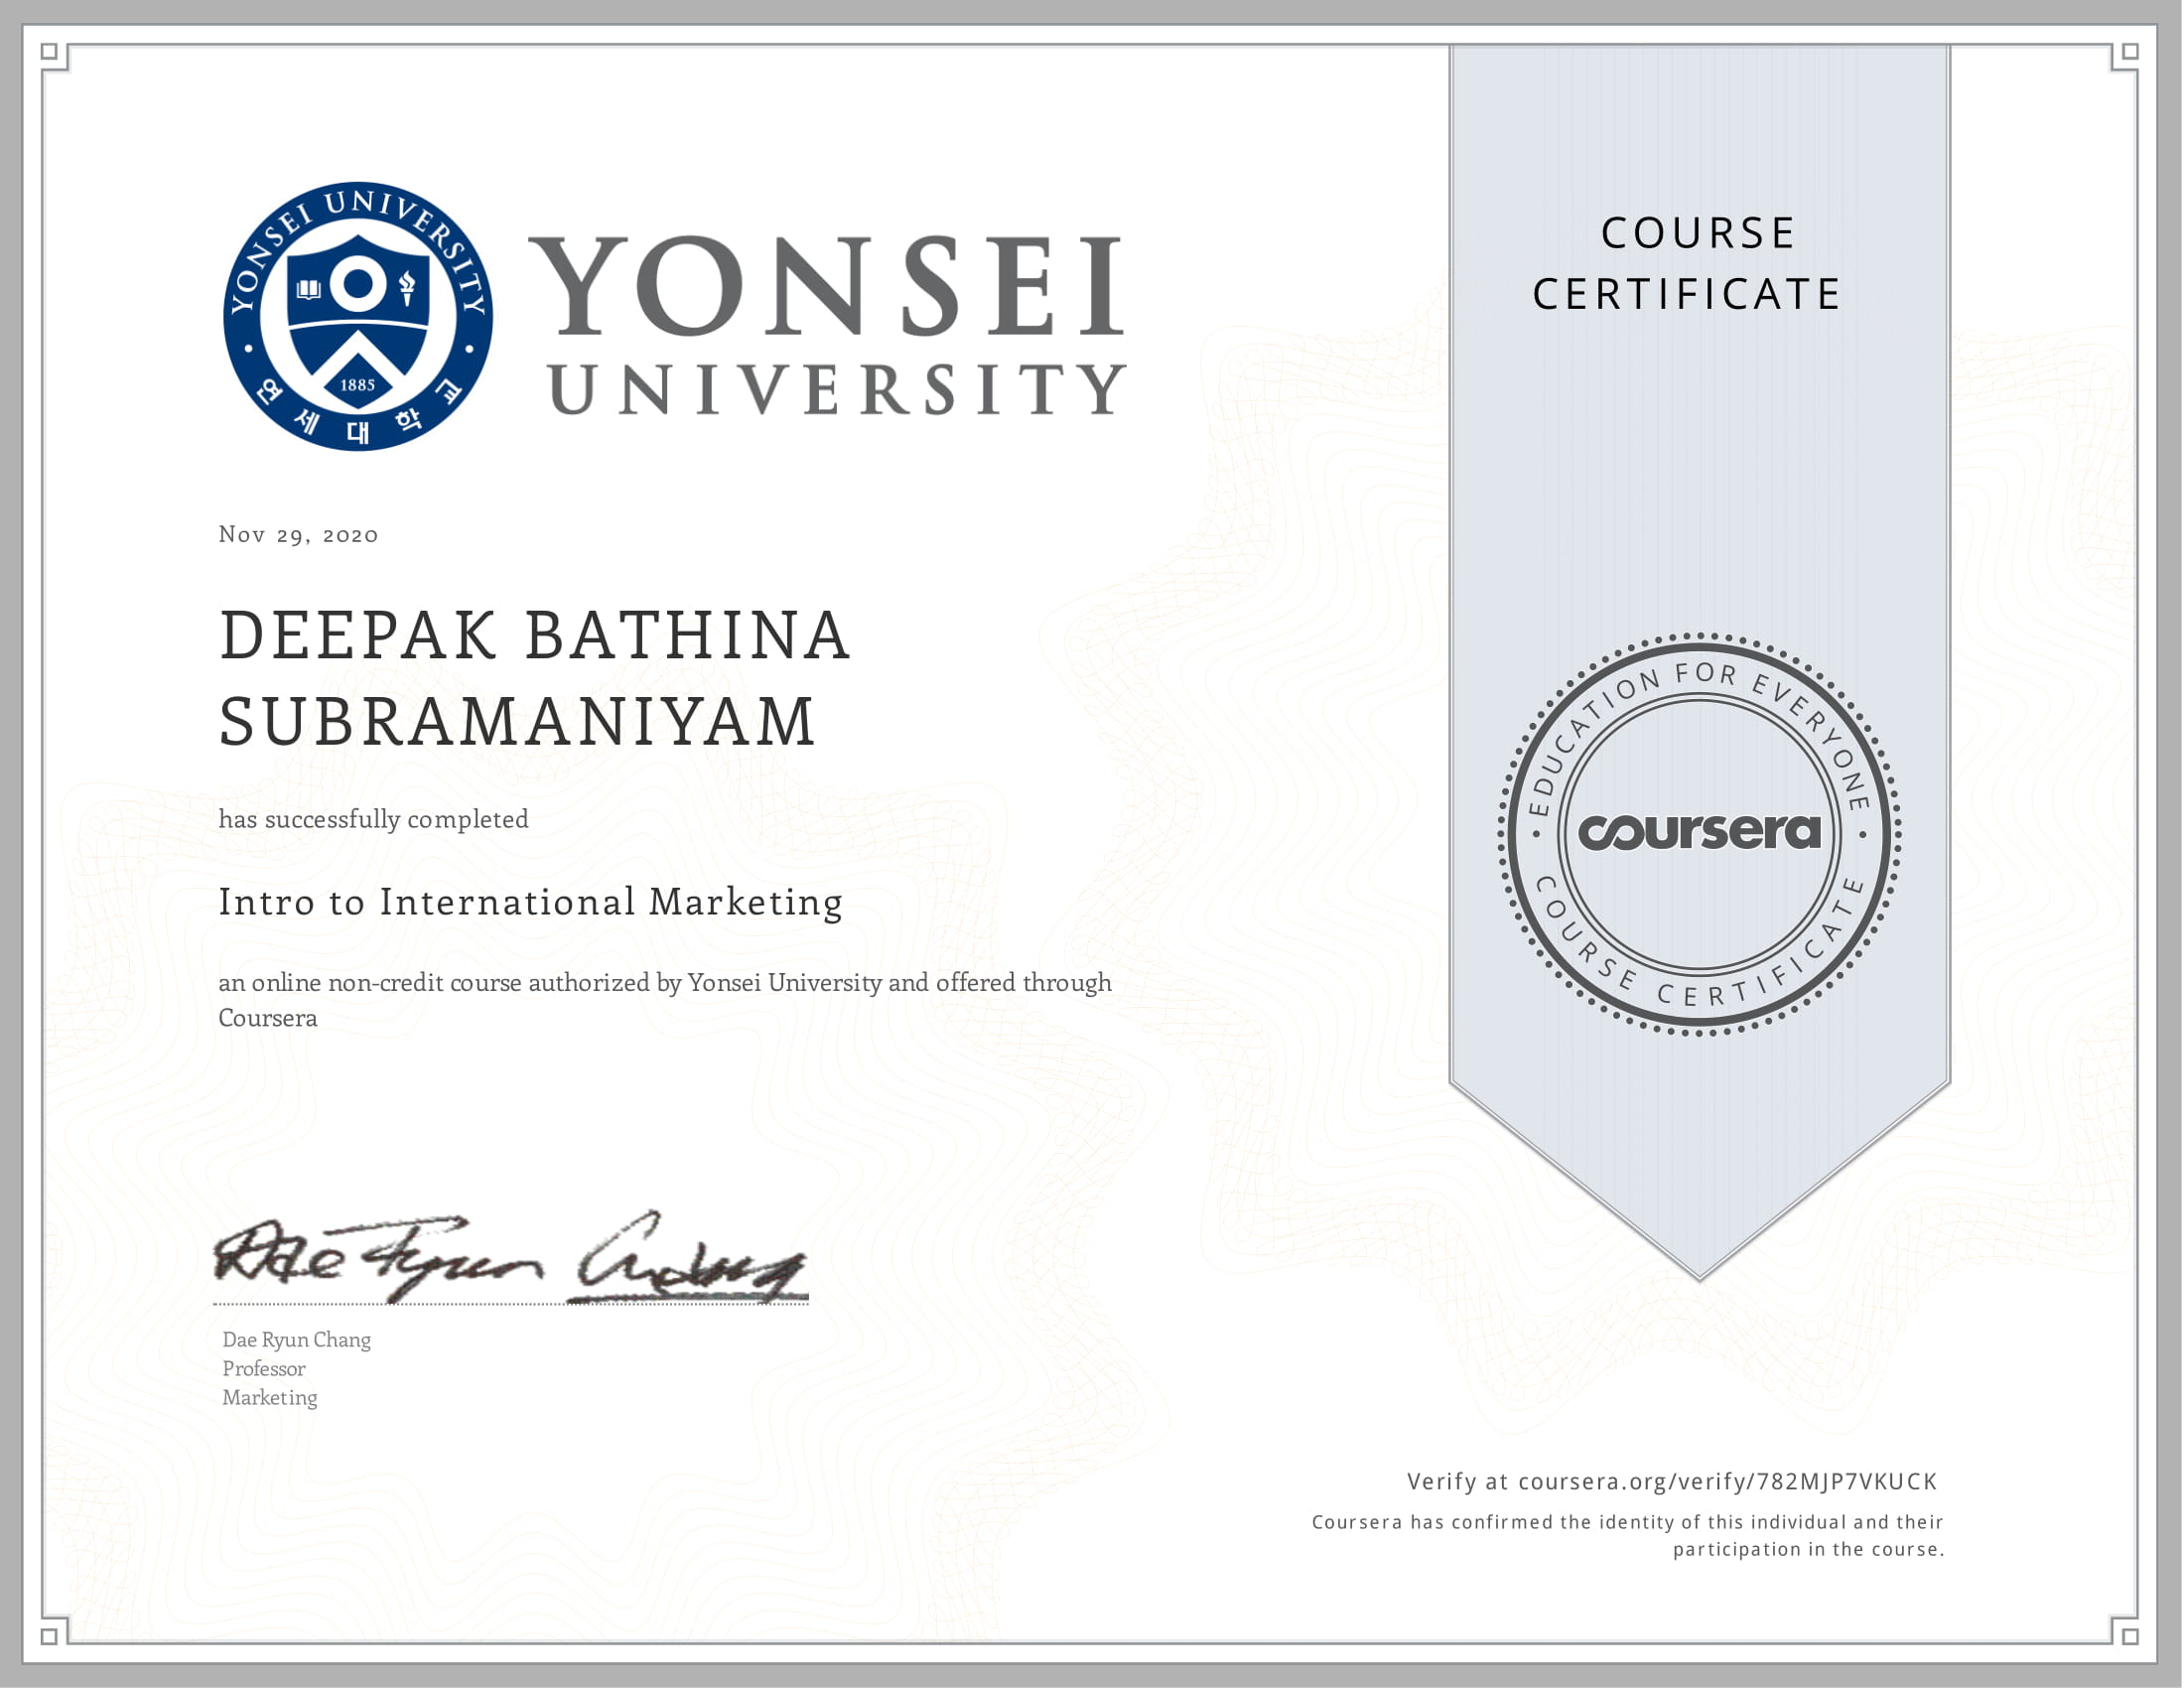 YONSEI UNIVERSITY
1885
연세대학교
YONSEI
UNIVERSITY
COURSE
CERTIFICATE
Nov 29, 2020
DEEPAK BATHINA
SUBRAMANIYAM
has successfully completed
Intro to International Marketing
an online non-credit course authorized by Yonsei University and offered through
Coursera
EDUCATION FOR EVERYONE
coursera
COURSE CERTIFICATE
Dae Ryun Chang
Dae Ryun Chang
Professor
Marketing
Verify at coursera.org/verify/782MJP7VKUCK
Coursera has confirmed the identity of this individual and their
participation in the course.